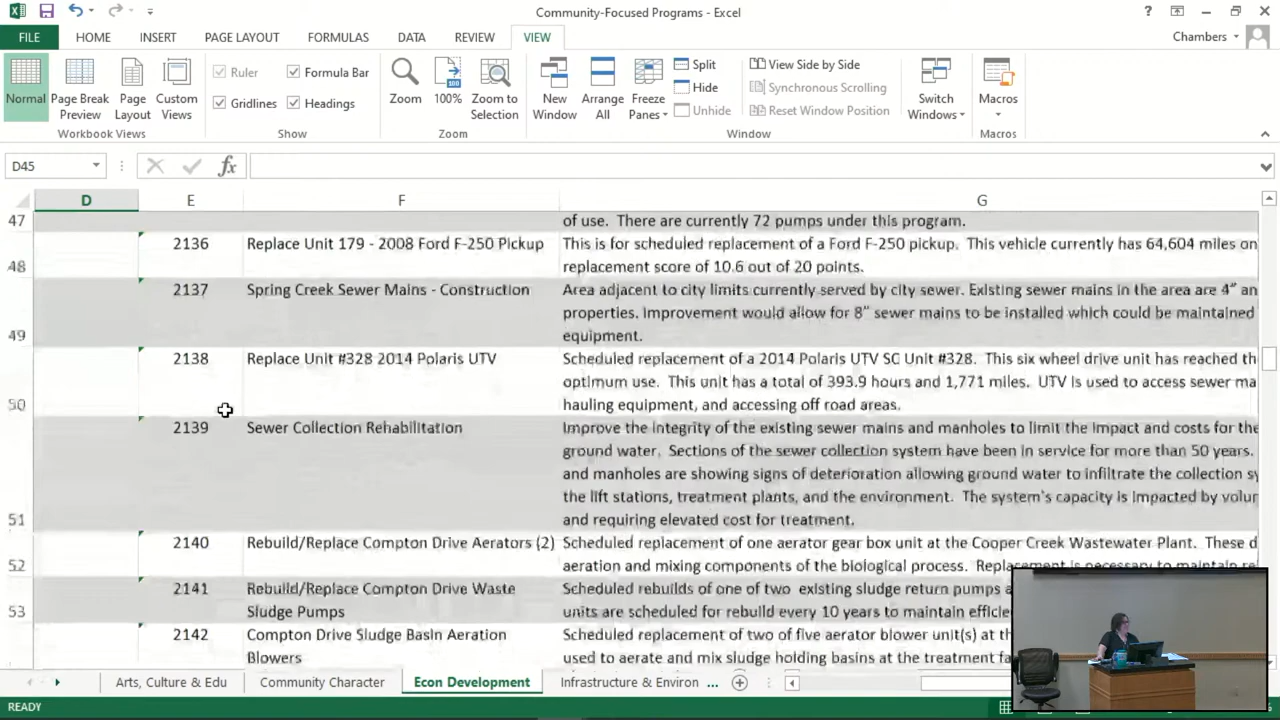 Community-Focused Programs - Excel
FILE HOME INSERT PAGE LAYOUT FORMULAS DATA REVIEW VIEW Chambers
Normal Page Break Preview Page Layout Custom Views
Workbook Views
Ruler Formula Bar
Gridlines Headings
Show
Zoom 100% Zoom to Selection
Zoom
New Window Arrange All Freeze Panes
Split
Hide
Unhide
View Side by Side
Synchronous Scrolling
Reset Window Position
Window
Switch Windows
Macros
Macros
D45 fx
D E F G
47 of use. There are currently 72 pumps under this program.
2136 Replace Unit 179 - 2008 Ford F-250 Pickup This is for scheduled replacement of a Ford F-250 pickup. This vehicle currently has 64,604 miles on
48 replacement score of 10.6 out of 20 points.
2137 Spring Creek Sewer Mains - Construction Area adjacent to city limits currently served by city sewer. Existing sewer mains in the area are 4" an
properties. Improvement would allow for 8" sewer mains to be installed which could be maintained
49 equipment.
2138 Replace Unit #328 2014 Polaris UTV Scheduled replacement of a 2014 Polaris UTV SC Unit #328. This six wheel drive unit has reached th
optimum use. This unit has a total of 393.9 hours and 1,771 miles. UTV is used to access sewer ma
50 hauling equipment, and accessing off road areas.
2139 Sewer Collection Rehabilitation Improve the integrity of the existing sewer mains and manholes to limit the impact and costs for the
ground water. Sections of the sewer collection system have been in service for more than 50 years.
and manholes are showing signs of deterioration allowing ground water to infiltrate the collection sy
the lift stations, treatment plants, and the environment. The system's capacity is impacted by volur
51 and requiring elevated cost for treatment.
2140 Rebuild/Replace Compton Drive Aerators (2) Scheduled replacement of one aerator gear box unit at the Cooper Creek Wastewater Plant. These d
52 aeration and mixing components of the biological process. Replacement is necessary to maintain re
2141 Rebuild/Replace Compton Drive Waste Scheduled rebuilds of one of two existing sludge return pumps a
53 Sludge Pumps units are scheduled for rebuild every 10 years to maintain efficie
2142 Compton Drive Sludge Basin Aeration Scheduled replacement of two of five aerator blower unit(s) at th
Blowers used to aerate and mix sludge holding basins at the treatment fa
Arts, Culture & Edu Community Character Econ Development Infrastructure & Environ ...
READY